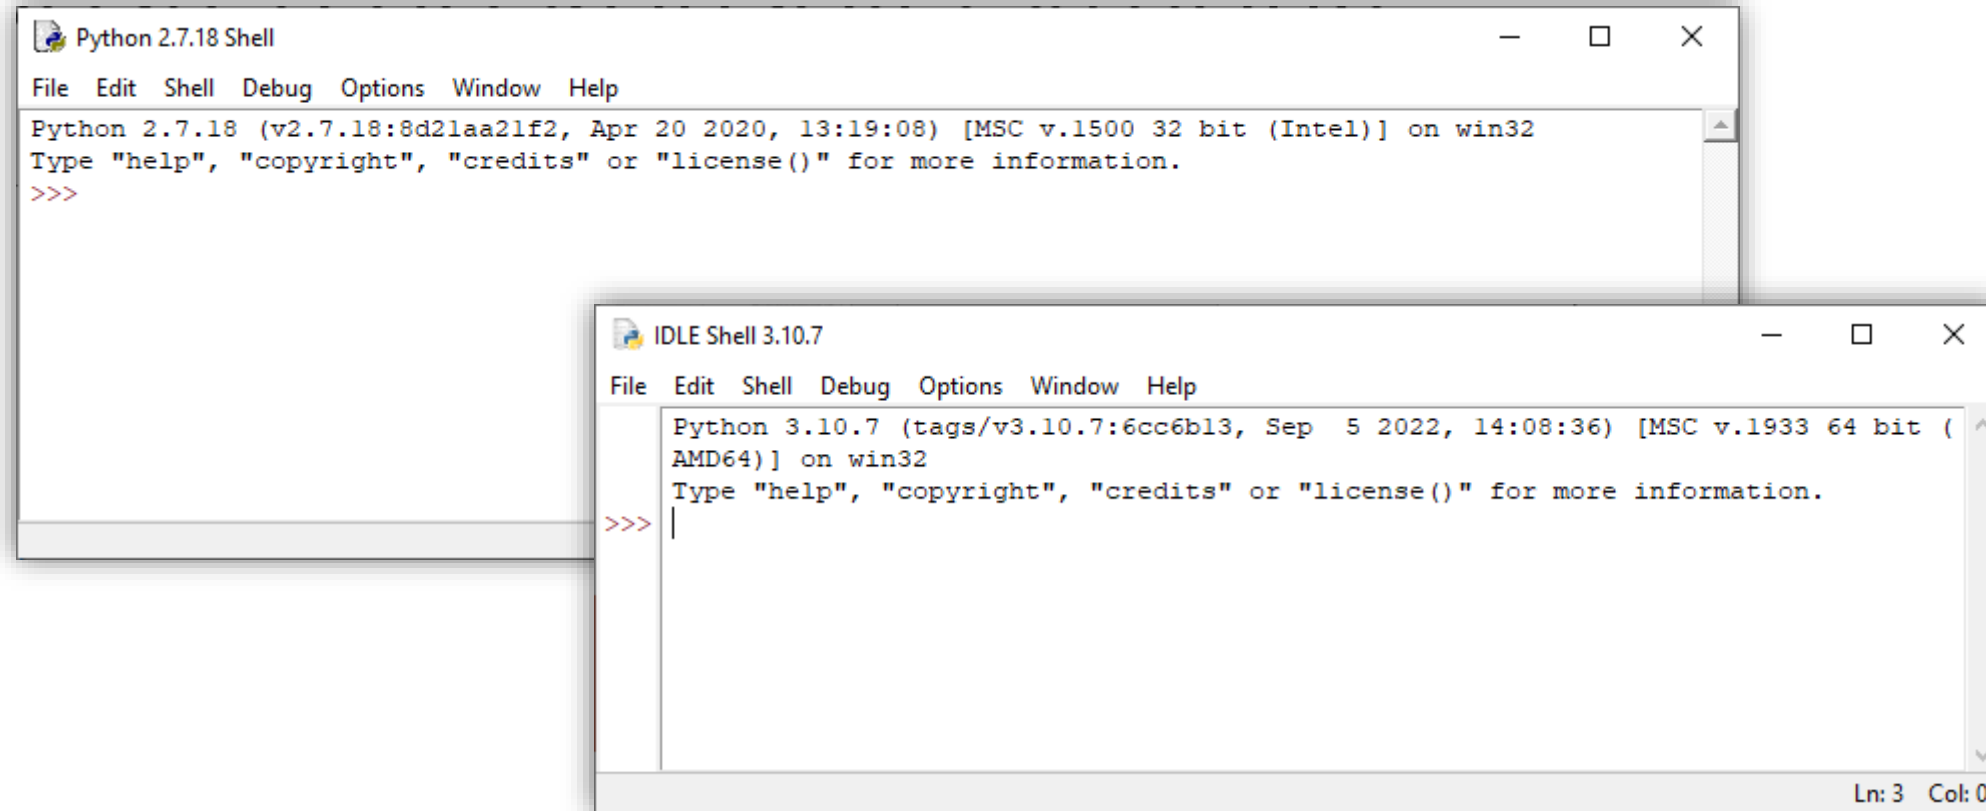 Python 2.7.18 Shell
File Edit Shell Debug Options Window Help
Python 2.7.18 (v2.7.18:8d21aa21f2, Apr 20 2020, 13:19:08) [MSC v.1500 32 bit (Intel)] on win32
Type "help", "copyright", "credits" or "license()" for more information.
>>>
IDLE Shell 3.10.7
File Edit Shell Debug Options Window Help
Python 3.10.7 (tags/v3.10.7:6cc6b13, Sep  5 2022, 14:08:36) [MSC v.1933 64 bit (
AMD64)] on win32
Type "help", "copyright", "credits" or "license()" for more information.
>>>
Ln: 3 Col: 0